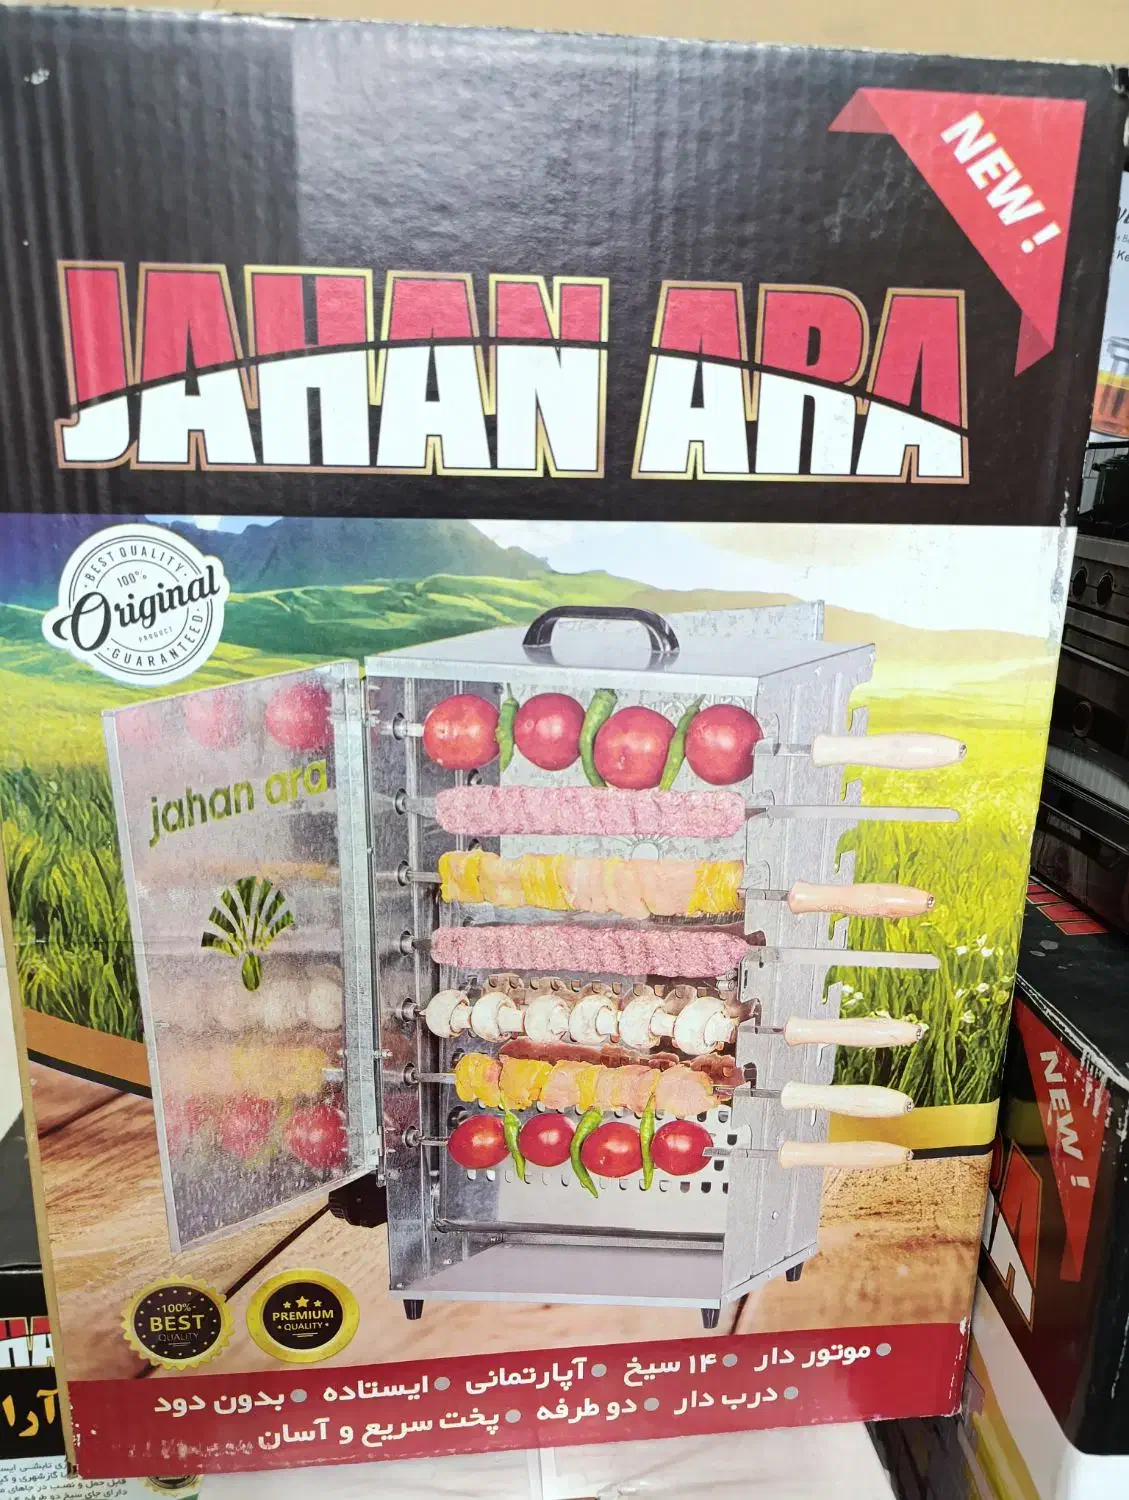 NEW !
JAHAN ARA
BEST QUALITY
100%
Original
PRODUCT
GUARANTEED
jahan ara
100%
BEST
QUALITY
PREMIUM
QUALITY
• موتور دار • ۱۴ سیخ • آپارتمانی • ایستاده • بدون دود
• درب دار • دو طرفه • پخت سریع و آسان
NEW !